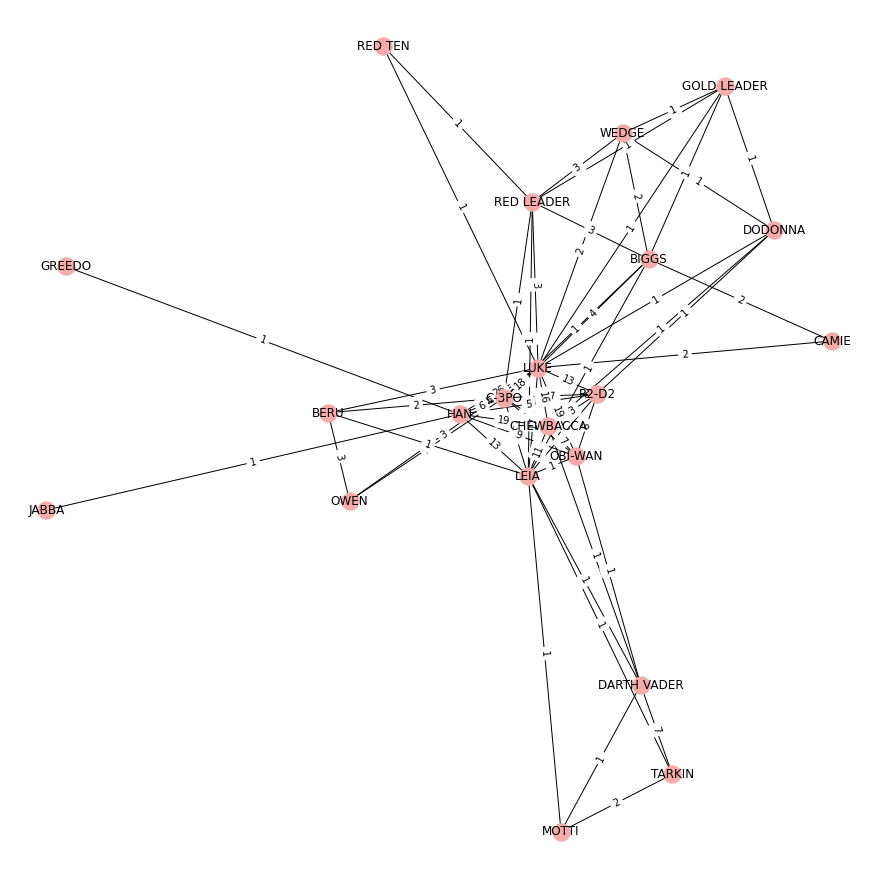 RED TEN
GOLD LEADER
1
1
WEDGE
1
3
1
1
1
2
RED LEADER
1
DODONNA
3
1
2
BIGGS
GREEDO
3
1
2
1
1
4
1
1
1
1
CAMIE
2
LUKE
1
13
18
26
3
C-3PO
R2-D2
17
2
6
5
3
BERU
HAN
19
16
19
CHEWBACCA
3
9
1
13
7
11
3
OBI-WAN
1
1
LEIA
OWEN
JABBA
1
1
1
1
1
DARTH VADER
7
1
1
TARKIN
2
MOTTI